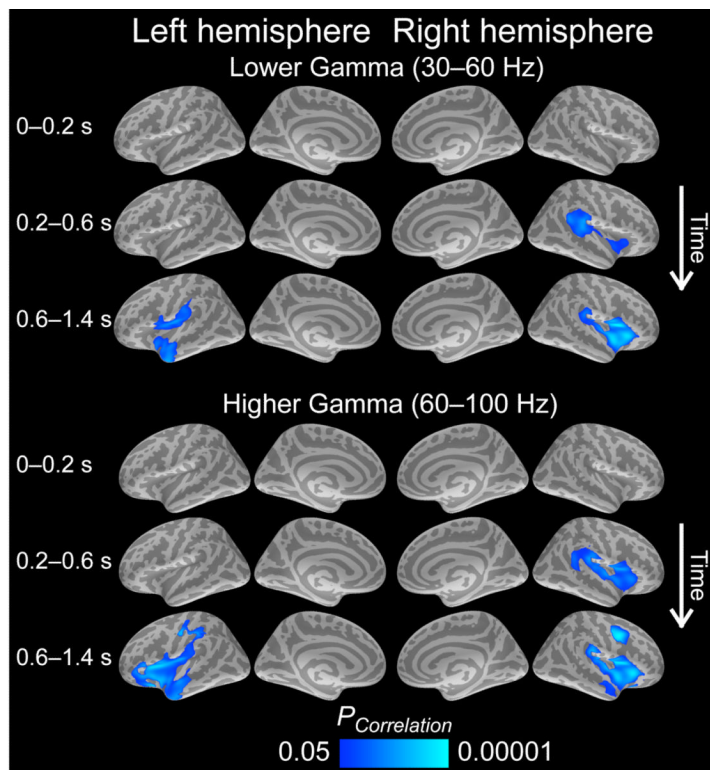 Left hemisphere Right hemisphere
Lower Gamma (30–60 Hz)
0–0.2 s
0.2–0.6 s
Time
0.6–1.4 s
Higher Gamma (60–100 Hz)
0–0.2 s
0.2–0.6 s
Time
0.6–1.4 s
P_Correlation
0.05 0.00001